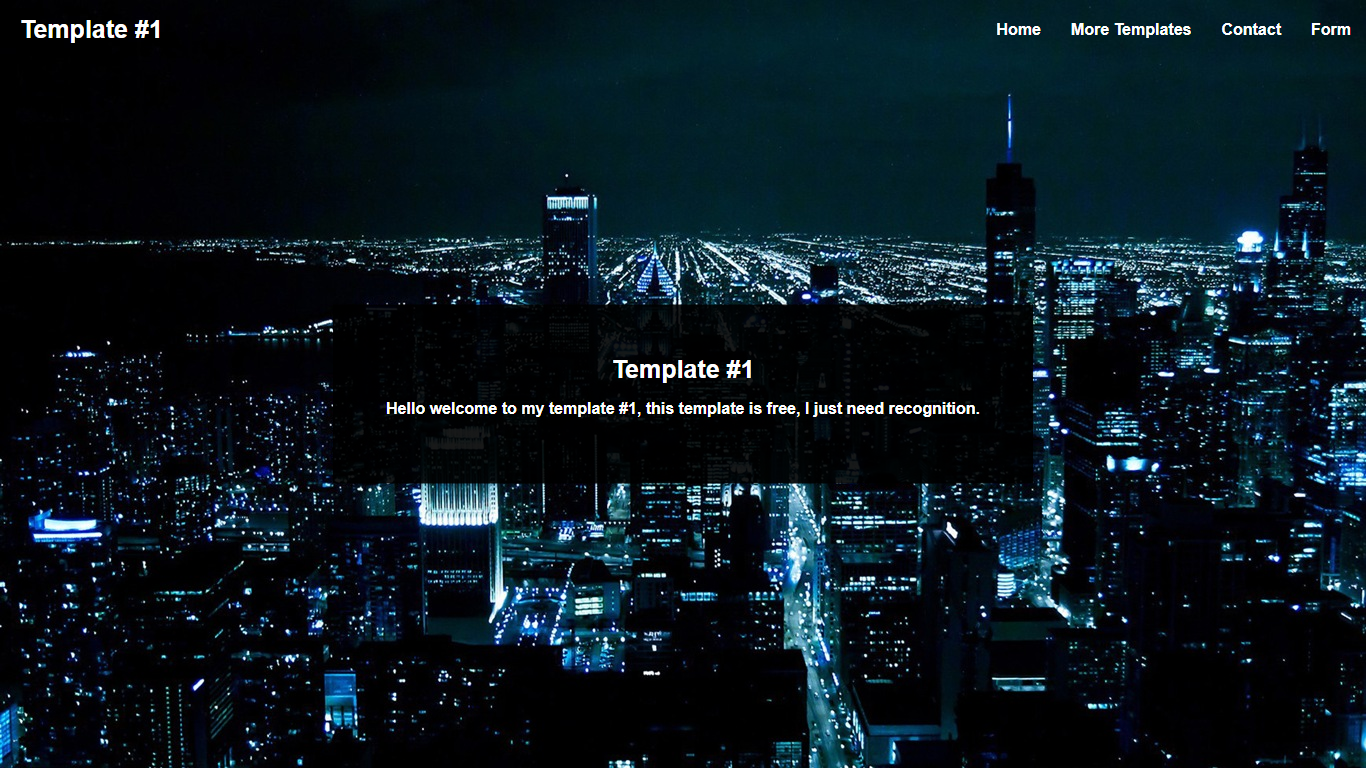 Template #1
Home
More Templates
Contact
Form
Template #1
Hello welcome to my template #1, this template is free, I just need recognition.